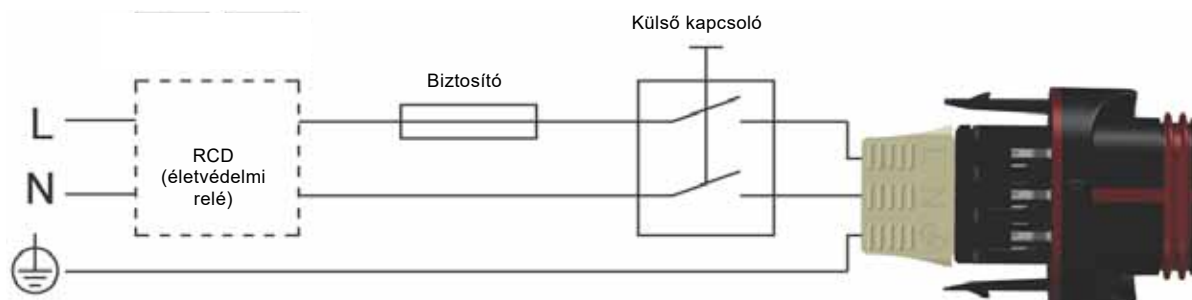 Külső kapcsoló
Biztosító
L
RCD
(életvédelmi
relé)
N
L
N